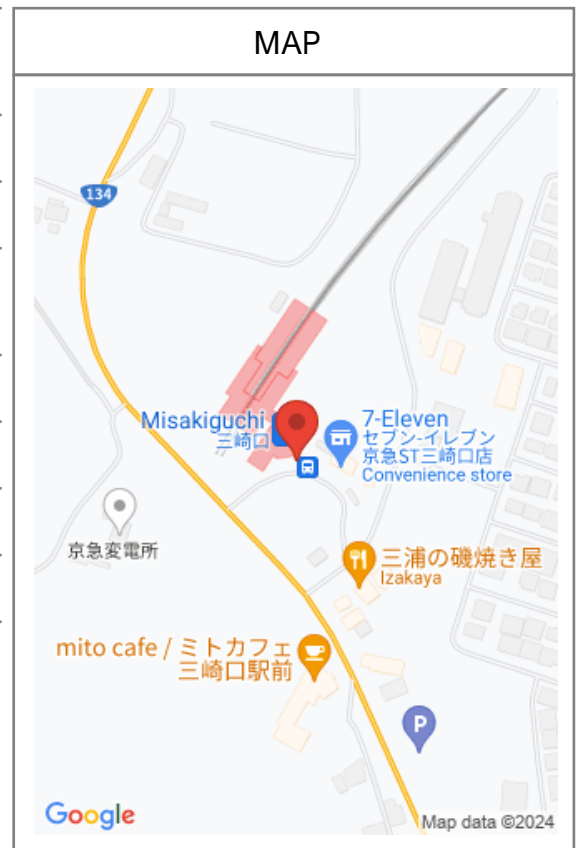 MAP
134
Misakiguchi
三崎口
7-Eleven
セブン-イレブン
京急ST三崎口店
Convenience store
京急変電所
三浦の磯焼き屋
Izakaya
mito cafe / ミトカフェ
三崎口駅前
P
Google
Map data ©2024